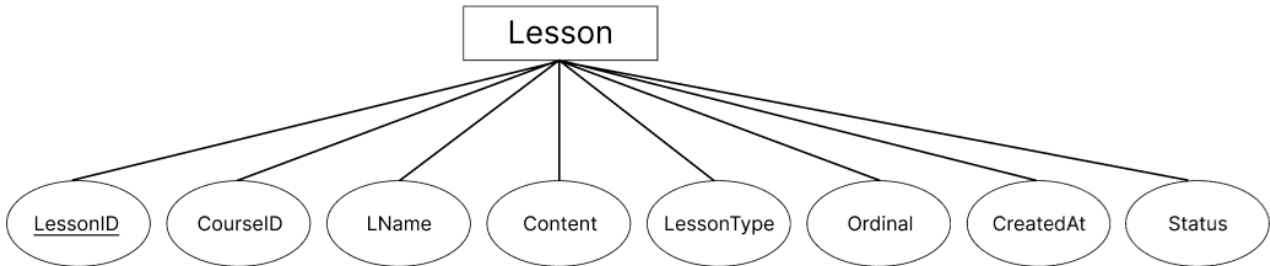 Lesson
LessonID
CourseID
LName
Content
LessonType
Ordinal
CreatedAt
Status